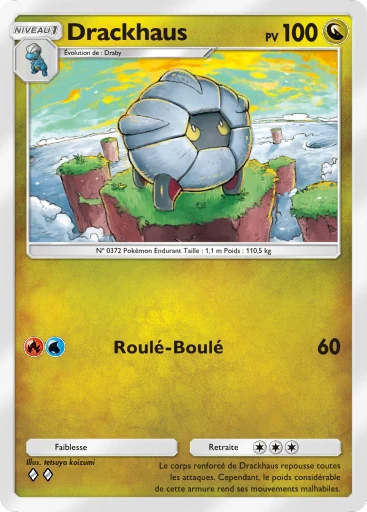 NIVEAU 1
Drackhaus
PV 100
Évolution de : Draby
N° 0372 Pokémon Endurant Taille : 1,1 m Poids : 110,5 kg
Roulé-Boulé 60
Faiblesse
Retraite
Illus. tetsuya koizumi
Le corps renforcé de Drackhaus repousse toutes
les attaques. Cependant, le poids considérable
de cette armure rend ses mouvements malhabiles.